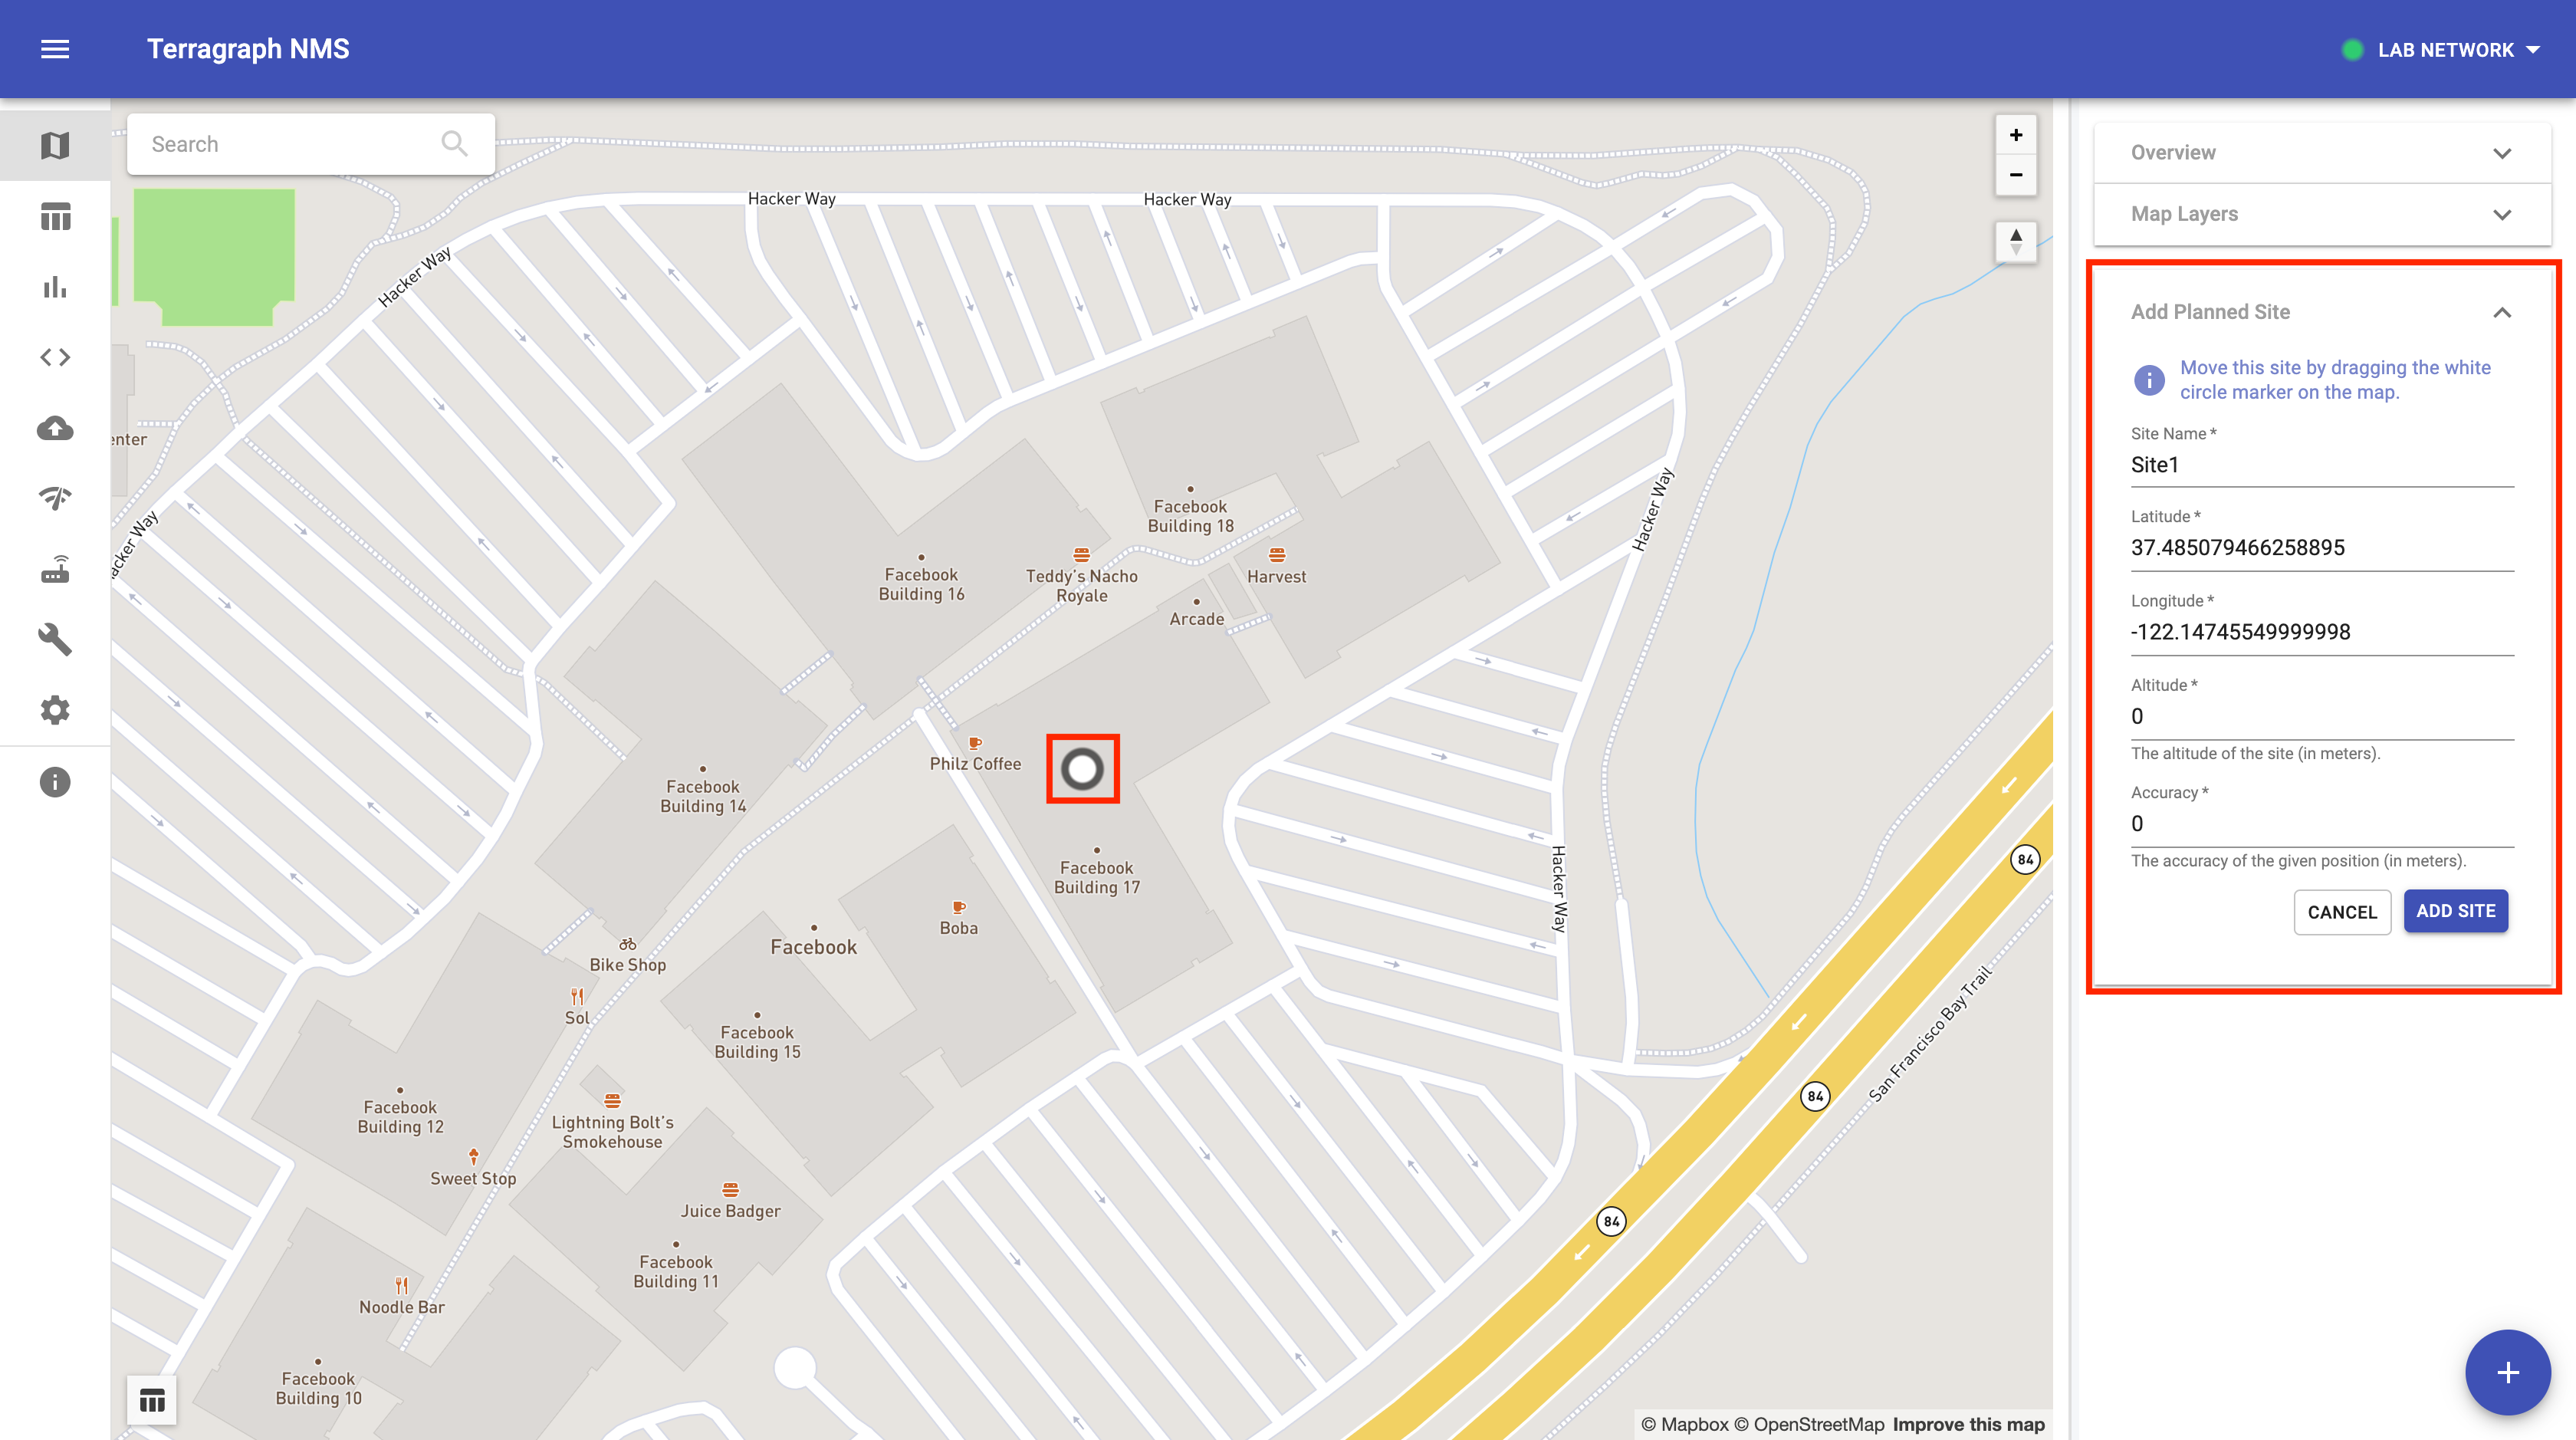 Terragraph NMS
LAB NETWORK
Search
Hacker Way
Hacker Way
Hacker Way
enter
acker Way
Hacker Way
Hacker Way
Facebook
Building 18
Facebook
Building 16
Teddy's Nacho
Royale
Harvest
Arcade
Philz Coffee
Facebook
Building 14
Facebook
Building 17
Boba
Facebook
Bike Shop
Sol
Facebook
Building 15
Facebook
Building 12
Lightning Bolt's
Smokehouse
Sweet Stop
Juice Badger
Facebook
Building 11
Noodle Bar
Facebook
Building 10
84
84
84
San Francisco Bay Trail
© Mapbox © OpenStreetMap Improve this map
Overview
Map Layers
Add Planned Site
Move this site by dragging the white
circle marker on the map.
Site Name *
Site1
Latitude *
37.485079466258895
Longitude *
-122.14745549999998
Altitude *
0
The altitude of the site (in meters).
Accuracy *
0
The accuracy of the given position (in meters).
CANCEL
ADD SITE